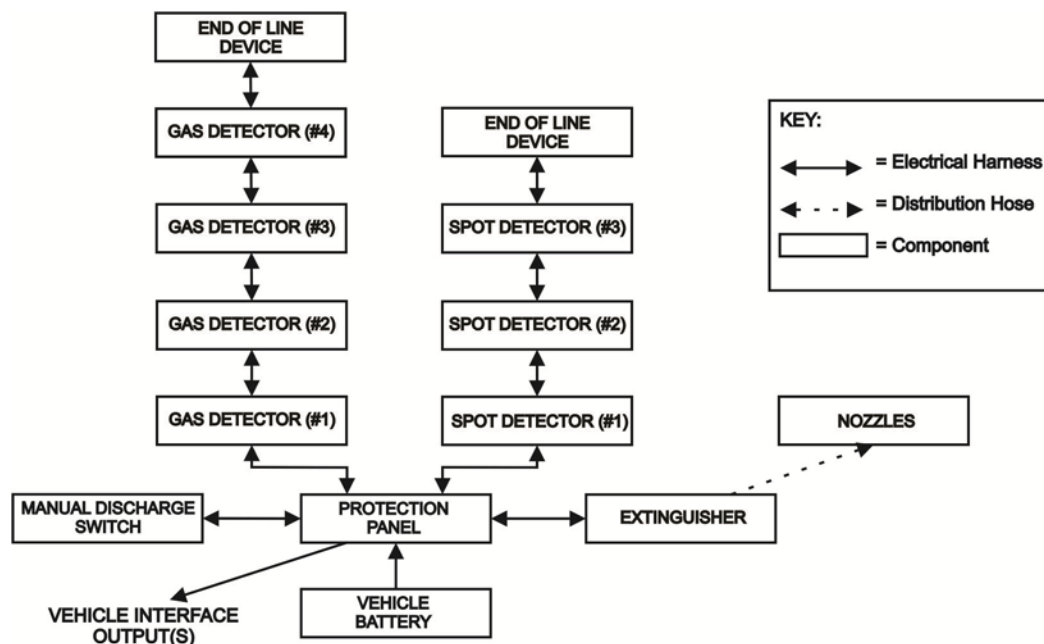 END OF LINE
DEVICE
GAS DETECTOR (#4)
GAS DETECTOR (#3)
GAS DETECTOR (#2)
GAS DETECTOR (#1)
END OF LINE
DEVICE
SPOT DETECTOR (#3)
SPOT DETECTOR (#2)
SPOT DETECTOR (#1)
KEY:
= Electrical Harness
= Distribution Hose
= Component
NOZZLES
MANUAL DISCHARGE
SWITCH
PROTECTION
PANEL
EXTINGUISHER
VEHICLE INTERFACE
OUTPUT(S)
VEHICLE
BATTERY